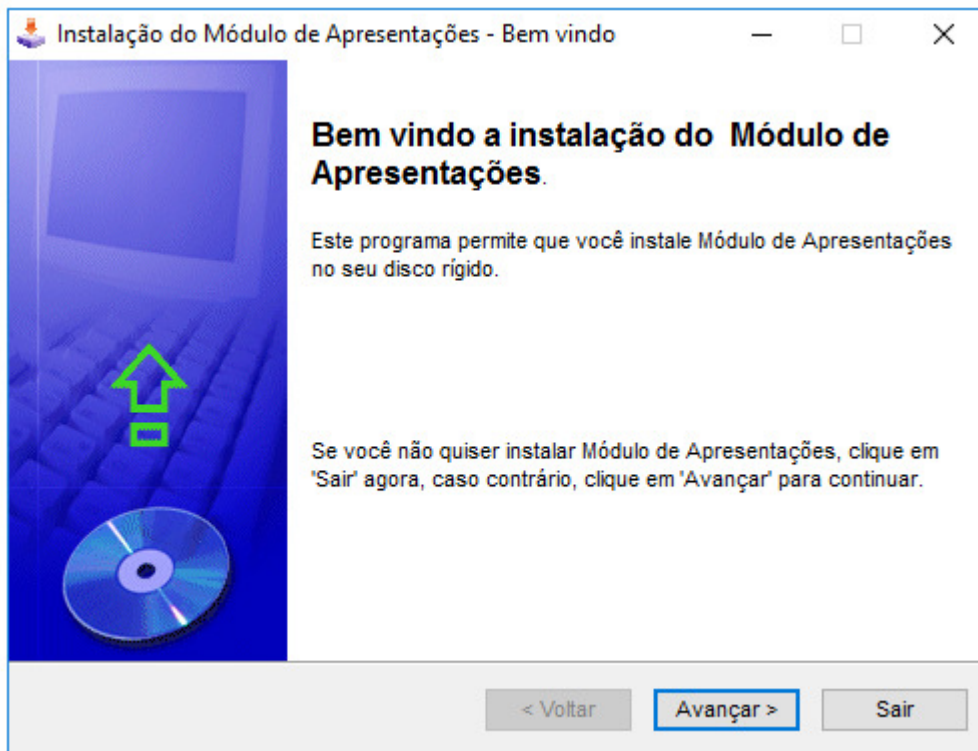 Instalação do Módulo de Apresentações - Bem vindo
Bem vindo a instalação do  Módulo de
Apresentações.
Este programa permite que você instale Módulo de Apresentações
no seu disco rígido.
Se você não quiser instalar Módulo de Apresentações, clique em
'Sair' agora, caso contrário, clique em 'Avançar' para continuar.
< Voltar
Avançar >
Sair